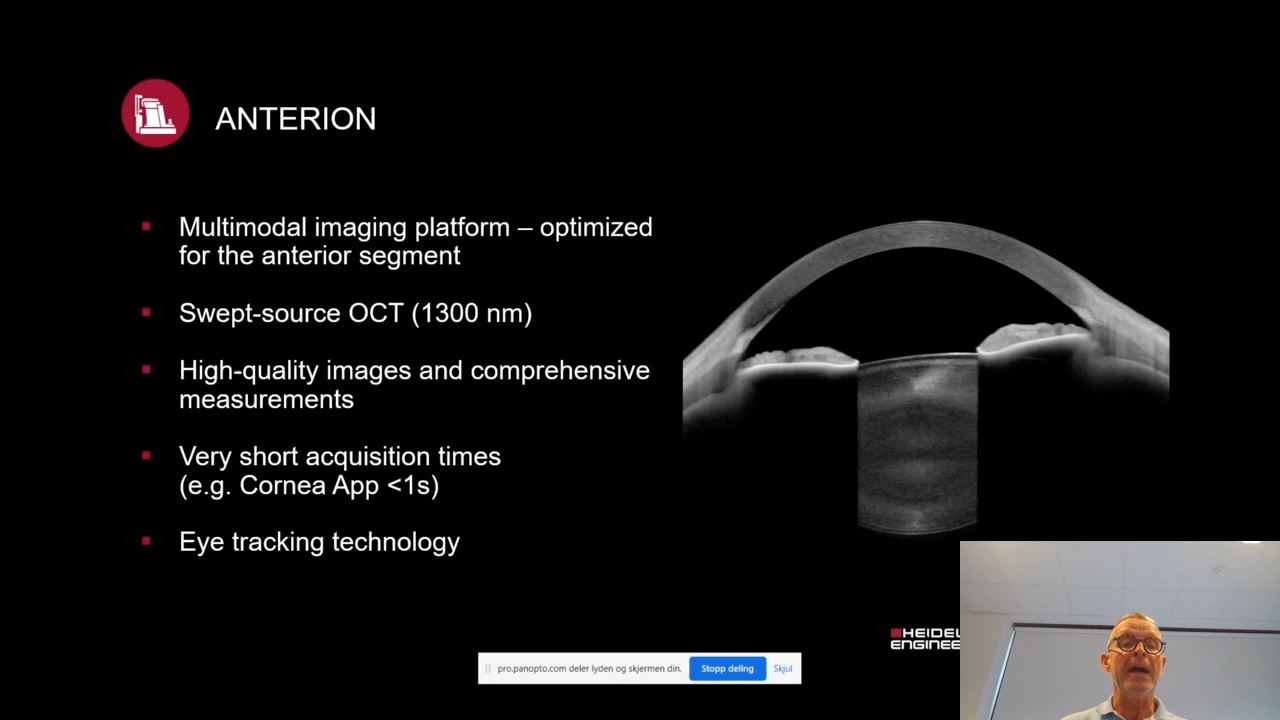 ANTERION
▪ Multimodal imaging platform – optimized
for the anterior segment
▪ Swept-source OCT (1300 nm)
▪ High-quality images and comprehensive
measurements
▪ Very short acquisition times
(e.g. Cornea App <1s)
▪ Eye tracking technology
HEIDEL
ENGINEE
pro.panopto.com deler lyden og skjermen din. Stopp deling Skjul